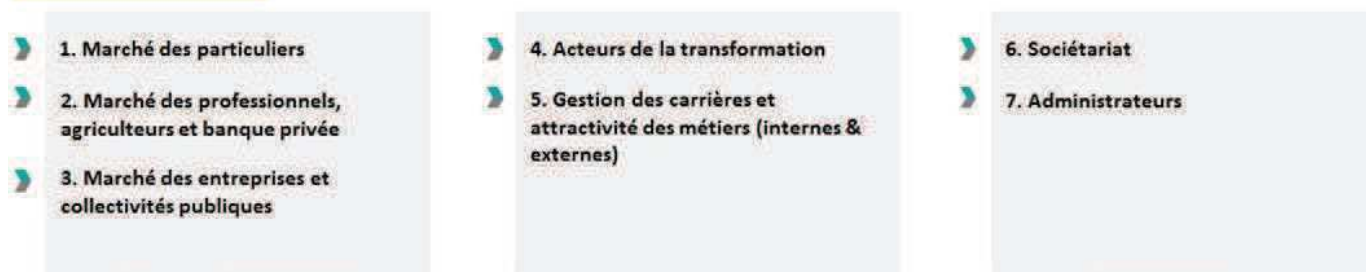 1. Marché des particuliers
2. Marché des professionnels,
agriculteurs et banque privée
3. Marché des entreprises et
collectivités publiques
4. Acteurs de la transformation
5. Gestion des carrières et
attractivité des métiers (internes &
externes)
6. Sociétariat
7. Administrateurs